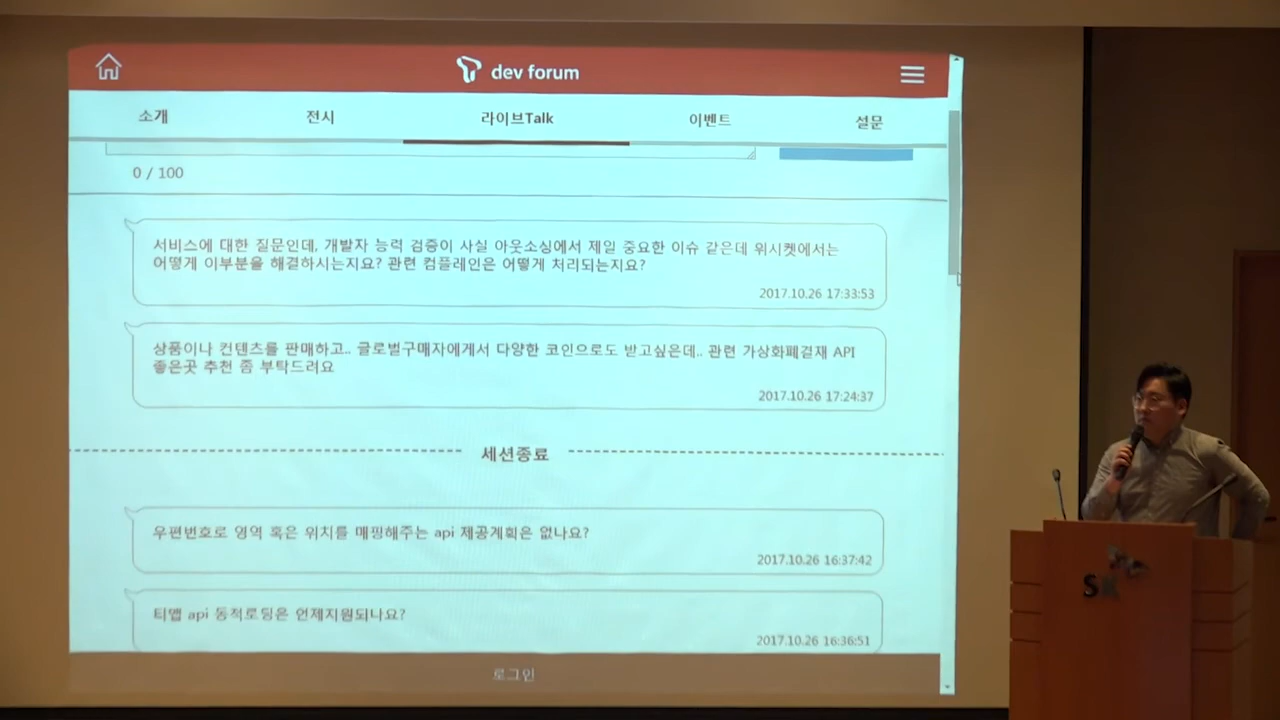 dev forum
소개 전시 라이브Talk 이벤트 설문
0 / 100
서비스에 대한 질문인데, 개발자 능력 검증이 사실 아웃소싱에서 제일 중요한 이슈 같은데 위시켓에서는
어떻게 이부분을 해결하시는지요? 관련 컴플레인은 어떻게 처리되는지요?
2017.10.26 17:33:53
상품이나 컨텐츠를 판매하고.. 글로벌구매자에게서 다양한 코인으로도 받고싶은데.. 관련 가상화폐결재 API
좋은곳 추천 좀 부탁드려요
2017.10.26 17:24:37
세션종료
우편번호로 영역 혹은 위치를 매핑해주는 api 제공계획은 없나요?
2017.10.26 16:37:42
티맵 api 동적로딩은 언제지원되나요?
2017.10.26 16:36:51
로그인
SK